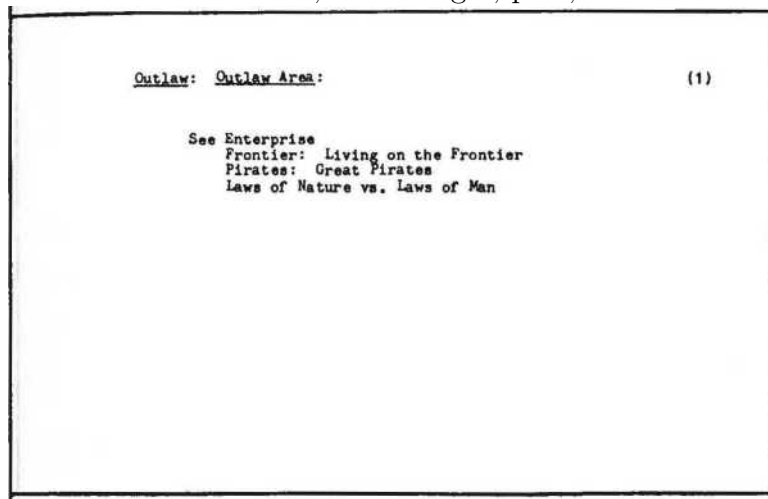 Outlaw: Outlaw Area: (1)
See Enterprise
Frontier: Living on the Frontier
Pirates: Great Pirates
Laws of Nature vs. Laws of Man